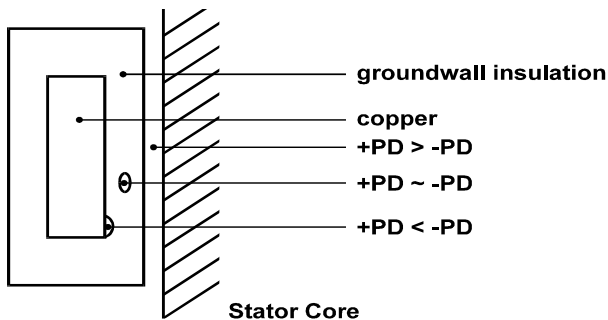 groundwall insulation
copper
+PD > -PD
+PD ~ -PD
+PD < -PD
Stator Core